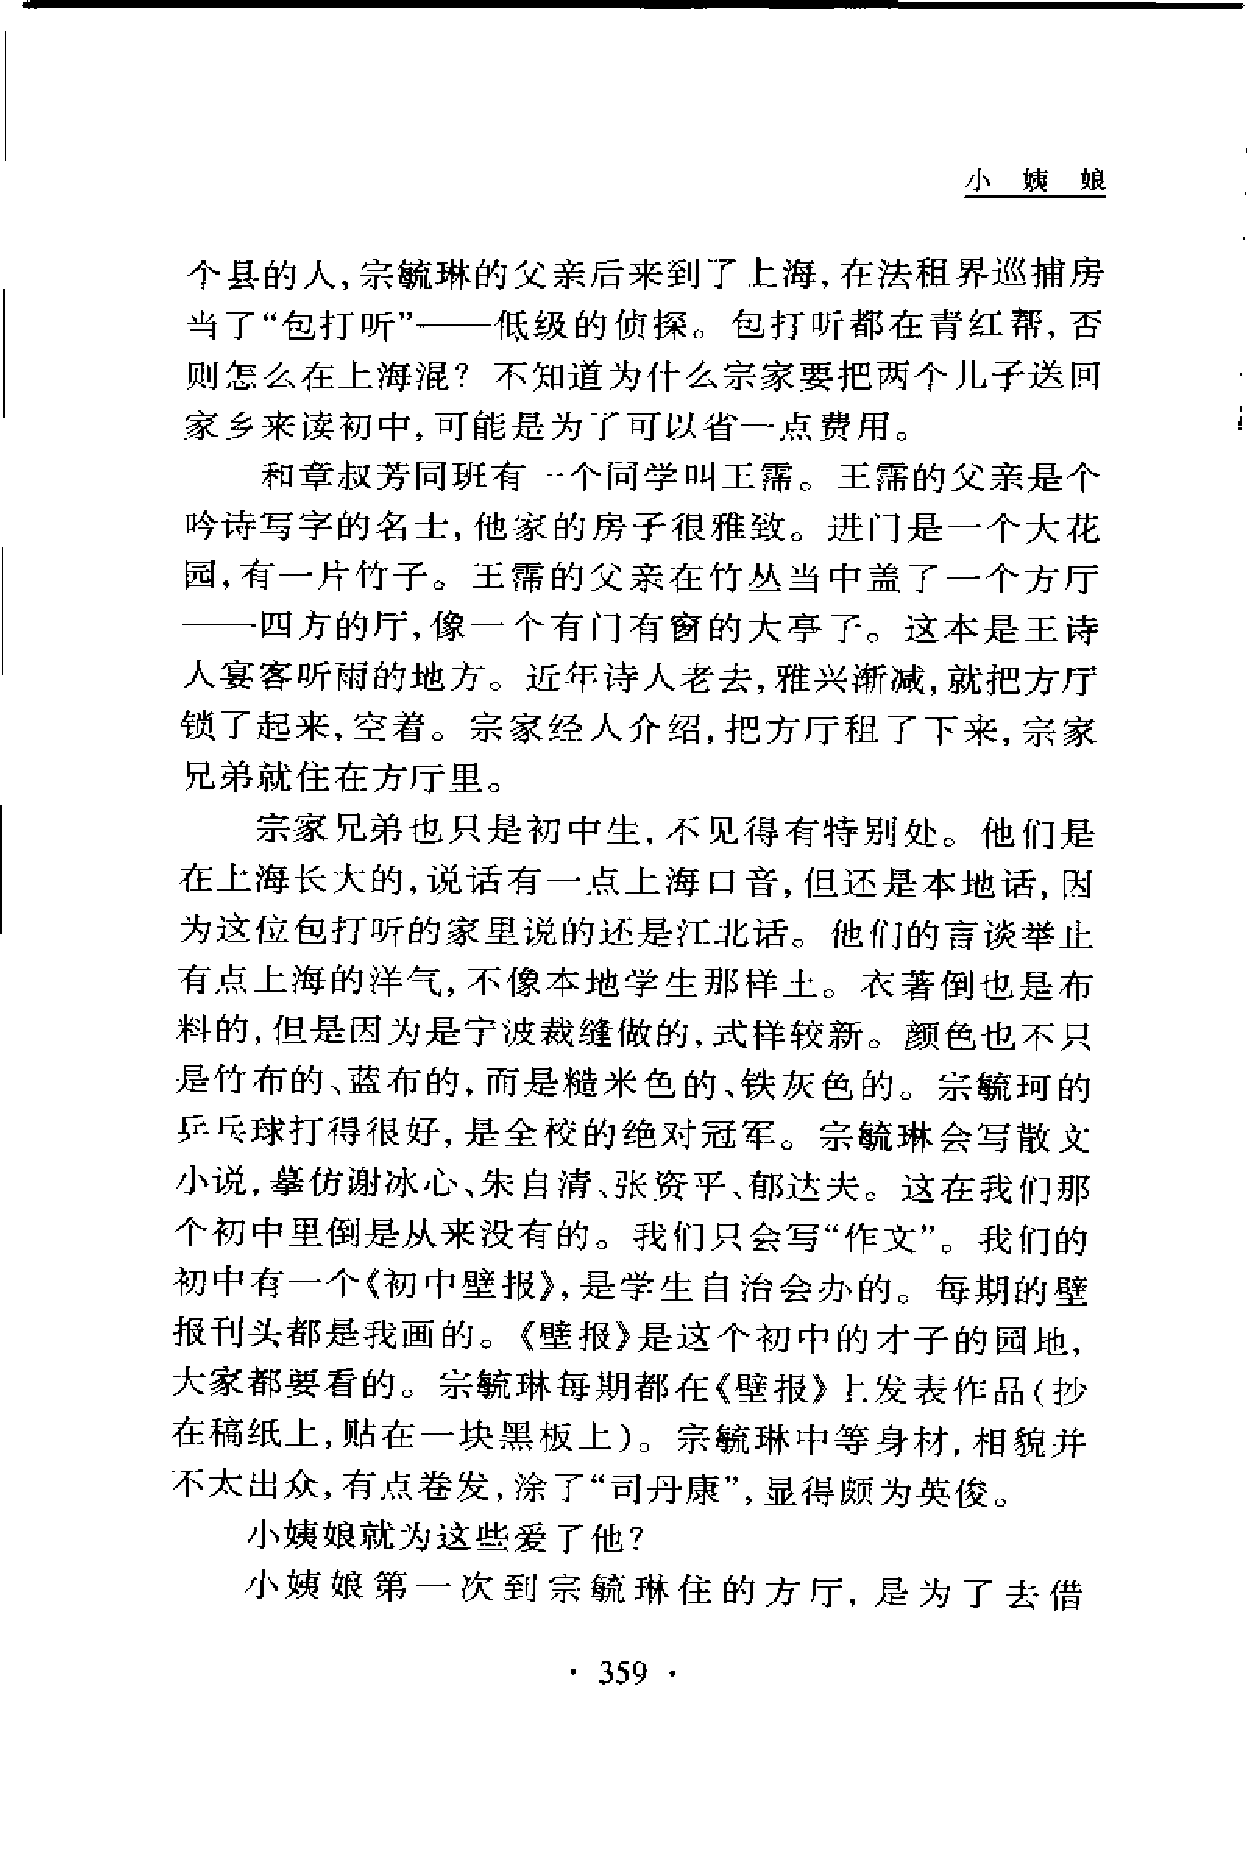 小姨娘
个县的人,宗毓琳的父亲后来到了上海,在法租界巡捕房
当了“包打听”——低级的侦探。包打听都在青红帮,否
则怎么在上海混?不知道为什么宗家要把两个儿子送回
家乡来读初中,可能是为了可以省一点费用。
和章叔芳同班有一个同学叫王霈。王霈的父亲是个
吟诗写字的名士,他家的房子很雅致。进门是一个大花
园,有一片竹子。王霈的父亲在竹丛当中盖了一个方厅
——四方的厅,像一个有门有窗的大亭子。这本是王诗
人宴客听雨的地方。近年诗人老去,雅兴渐减,就把方厅
锁了起来,空着。宗家经人介绍,把方厅租了下来,宗家
兄弟就住在方厅里。
宗家兄弟也只是初中生,不见得有特别处。他们是
在上海长大的,说话有一点上海口音,但还是本地话,因
为这位包打听的家里说的还是江北话。他们的言谈举止
有点上海的洋气,不像本地学生那样土。衣著倒也是布
料的,但是因为是宁波裁缝做的,式样较新。颜色也不只
是竹布的、蓝布的,而是糙米色的、铁灰色的。宗毓珂的
乒乓球打得很好,是全校的绝对冠军。宗毓琳会写散文
小说,摹仿谢冰心、朱自清、张资平、郁达夫。这在我们那
个初中里倒是从来没有的。我们只会写“作文”。我们的
初中有一个《初中壁报》,是学生自治会办的。每期的壁
报刊头都是我画的。《壁报》是这个初中的才子的园地,
大家都要看的。宗毓琳每期都在《壁报》上发表作品(抄
在稿纸上,贴在一块黑板上)。宗毓琳中等身材,相貌并
不太出众,有点卷发,涂了“司丹康”,显得颇为英俊。
小姨娘就为这些爱了他?
小姨娘第一次到宗毓琳住的方厅,是为了去借
· 359 ·